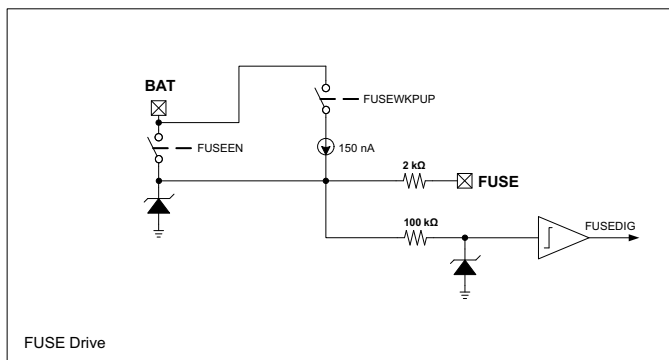 BAT
FUSEWKPUP
FUSEEN
150 nA
2 kΩ
FUSE
100 kΩ
FUSEDIG
FUSE Drive